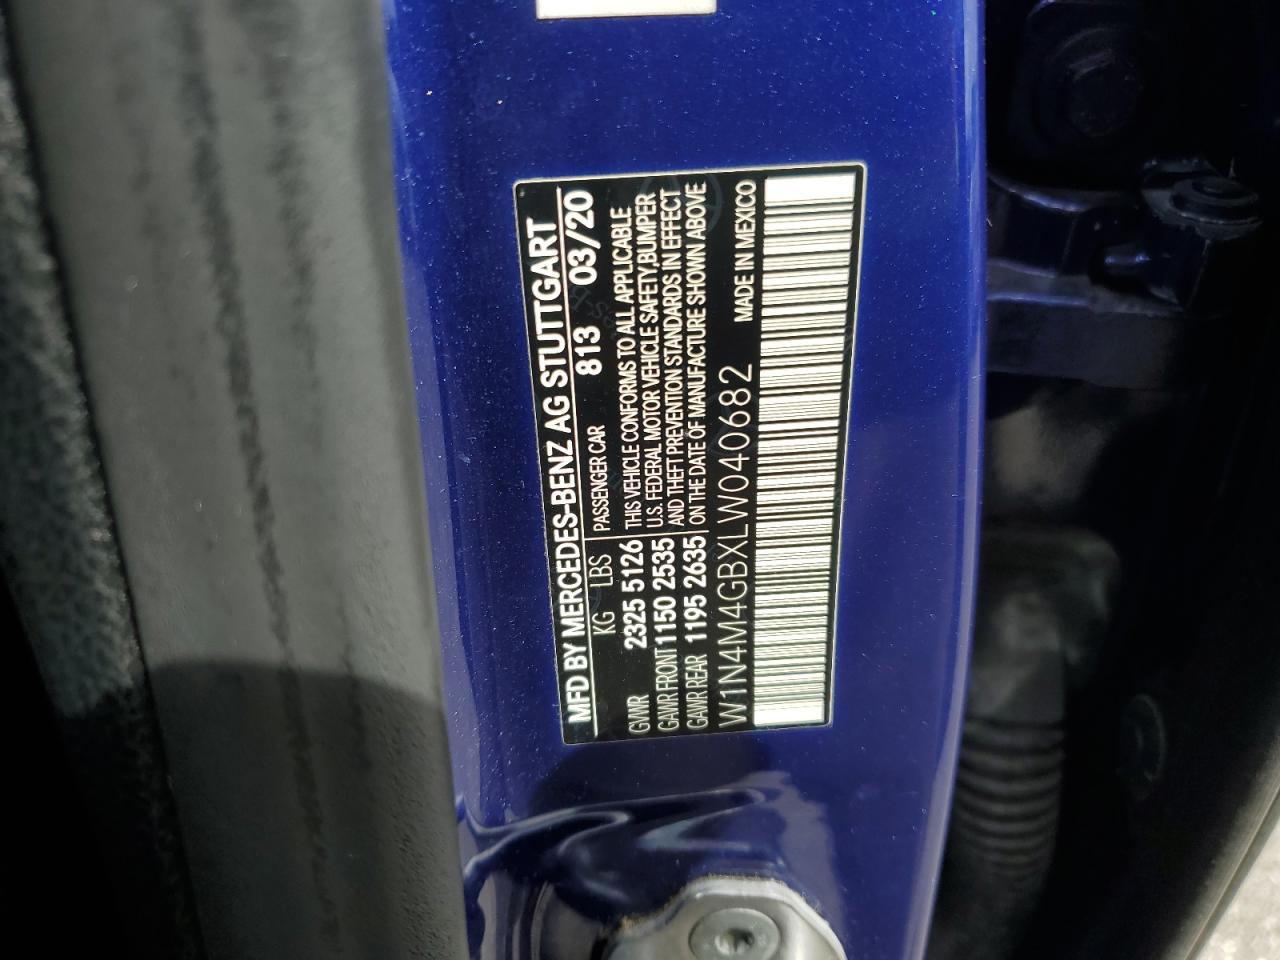 MFD BY MERCEDES-BENZ AG STUTTGART
KG LBS PASSENGER CAR 813 03/20
GVWR 2325 5126 THIS VEHICLE CONFORMS TO ALL APPLICABLE
GAWR FRONT 1150 2535 U.S. FEDERAL MOTOR VEHICLE SAFETY,BUMPER
GAWR REAR 1195 2635 AND THEFT PREVENTION STANDARDS IN EFFECT
ON THE DATE OF MANUFACTURE SHOWN ABOVE
W1N4M4GBXLW040682 MADE IN MEXICO